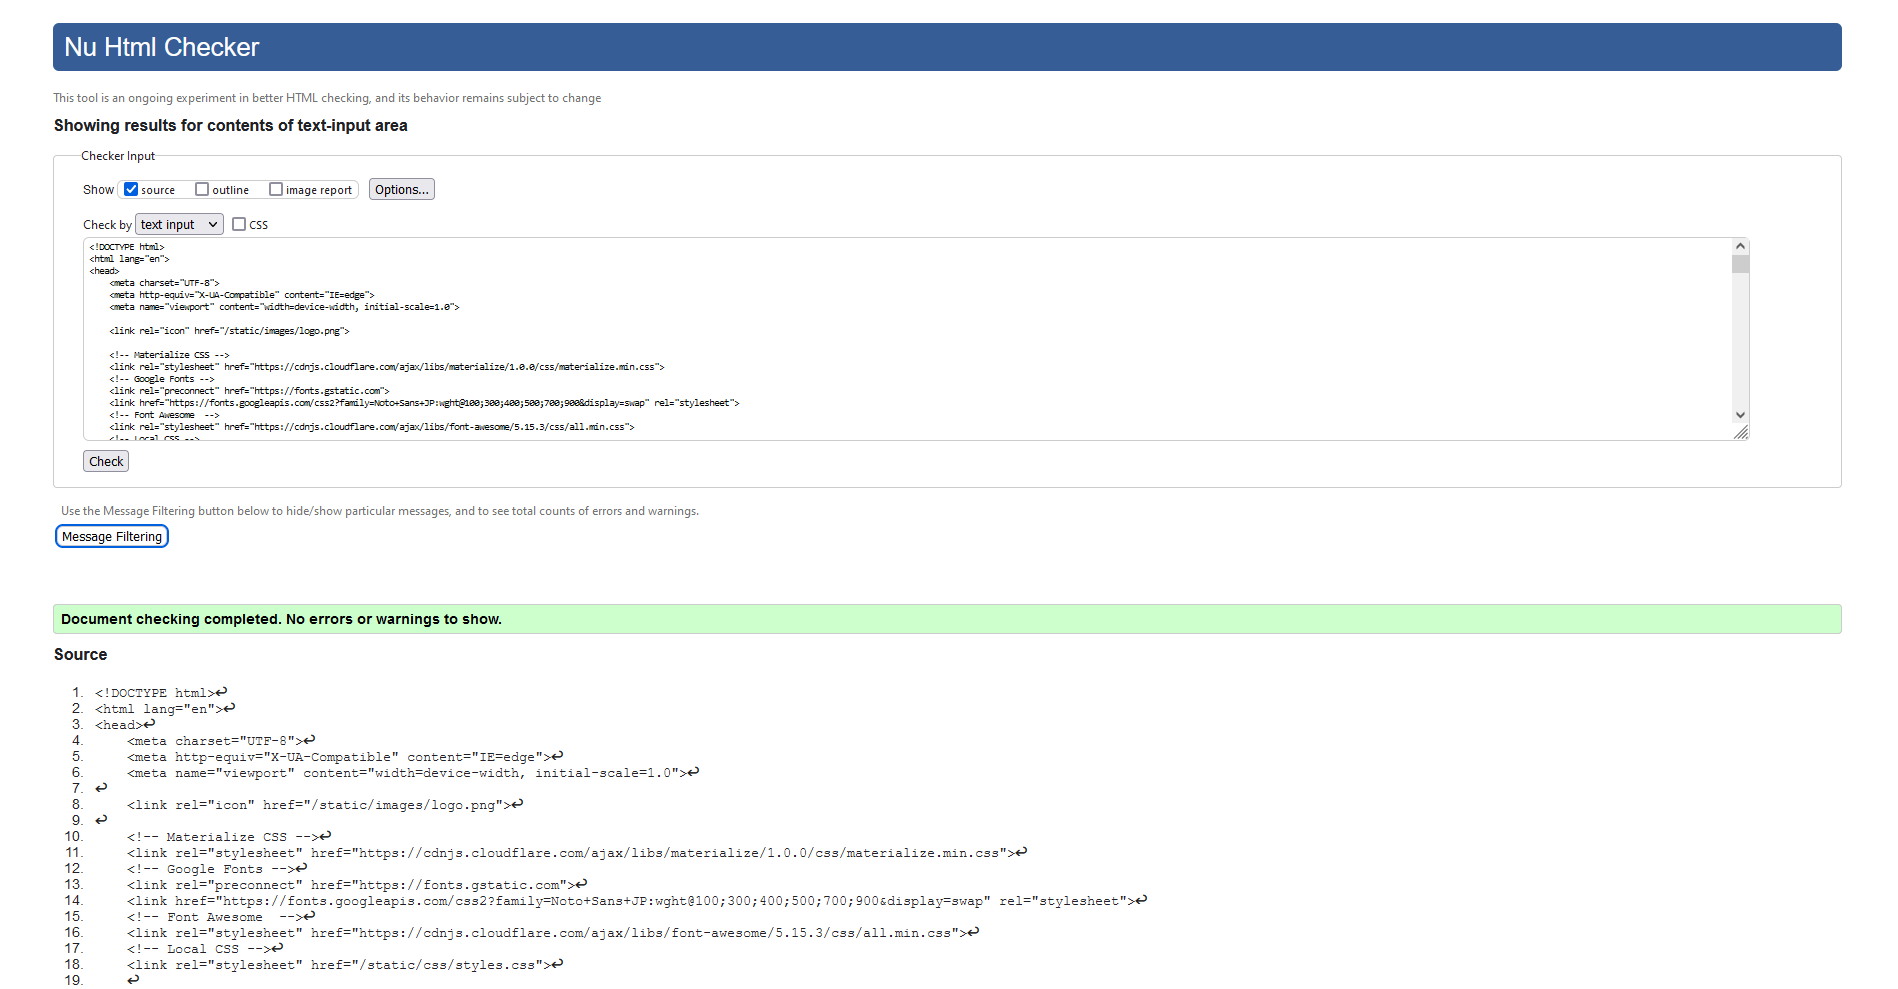 Nu Html Checker
This tool is an ongoing experiment in better HTML checking, and its behavior remains subject to change
Showing results for contents of text-input area
Checker Input
Show source outline image report Options...
Check by text input CSS
<!DOCTYPE html>
<html lang="en">
<head>
<meta charset="UTF-8">
<meta http-equiv="X-UA-Compatible" content="IE=edge">
<meta name="viewport" content="width=device-width, initial-scale=1.0">
<link rel="icon" href="/static/images/logo.png">
<!-- Materialize CSS -->
<link rel="stylesheet" href="https://cdnjs.cloudflare.com/ajax/libs/materialize/1.0.0/css/materialize.min.css">
<!-- Google Fonts -->
<link rel="preconnect" href="https://fonts.gstatic.com">
<link href="https://fonts.googleapis.com/css2?family=Noto+Sans+JP:wght@100;300;400;500;700;900&display=swap" rel="stylesheet">
<!-- Font Awesome  -->
<link rel="stylesheet" href="https://cdnjs.cloudflare.com/ajax/libs/font-awesome/5.15.3/css/all.min.css">
<!-- Local CSS -->
Check
Use the Message Filtering button below to hide/show particular messages, and to see total counts of errors and warnings.
Message Filtering
Document checking completed. No errors or warnings to show.
Source
1. <!DOCTYPE html>↩
2. <html lang="en">↩
3. <head>↩
4. <meta charset="UTF-8">↩
5. <meta http-equiv="X-UA-Compatible" content="IE=edge">↩
6. <meta name="viewport" content="width=device-width, initial-scale=1.0">↩
7. ↩
8. <link rel="icon" href="/static/images/logo.png">↩
9. ↩
10. <!-- Materialize CSS -->↩
11. <link rel="stylesheet" href="https://cdnjs.cloudflare.com/ajax/libs/materialize/1.0.0/css/materialize.min.css">↩
12. <!-- Google Fonts -->↩
13. <link rel="preconnect" href="https://fonts.gstatic.com">↩
14. <link href="https://fonts.googleapis.com/css2?family=Noto+Sans+JP:wght@100;300;400;500;700;900&display=swap" rel="stylesheet">↩
15. <!-- Font Awesome  -->↩
16. <link rel="stylesheet" href="https://cdnjs.cloudflare.com/ajax/libs/font-awesome/5.15.3/css/all.min.css">↩
17. <!-- Local CSS -->↩
18. <link rel="stylesheet" href="/static/css/styles.css">↩
19. ↩